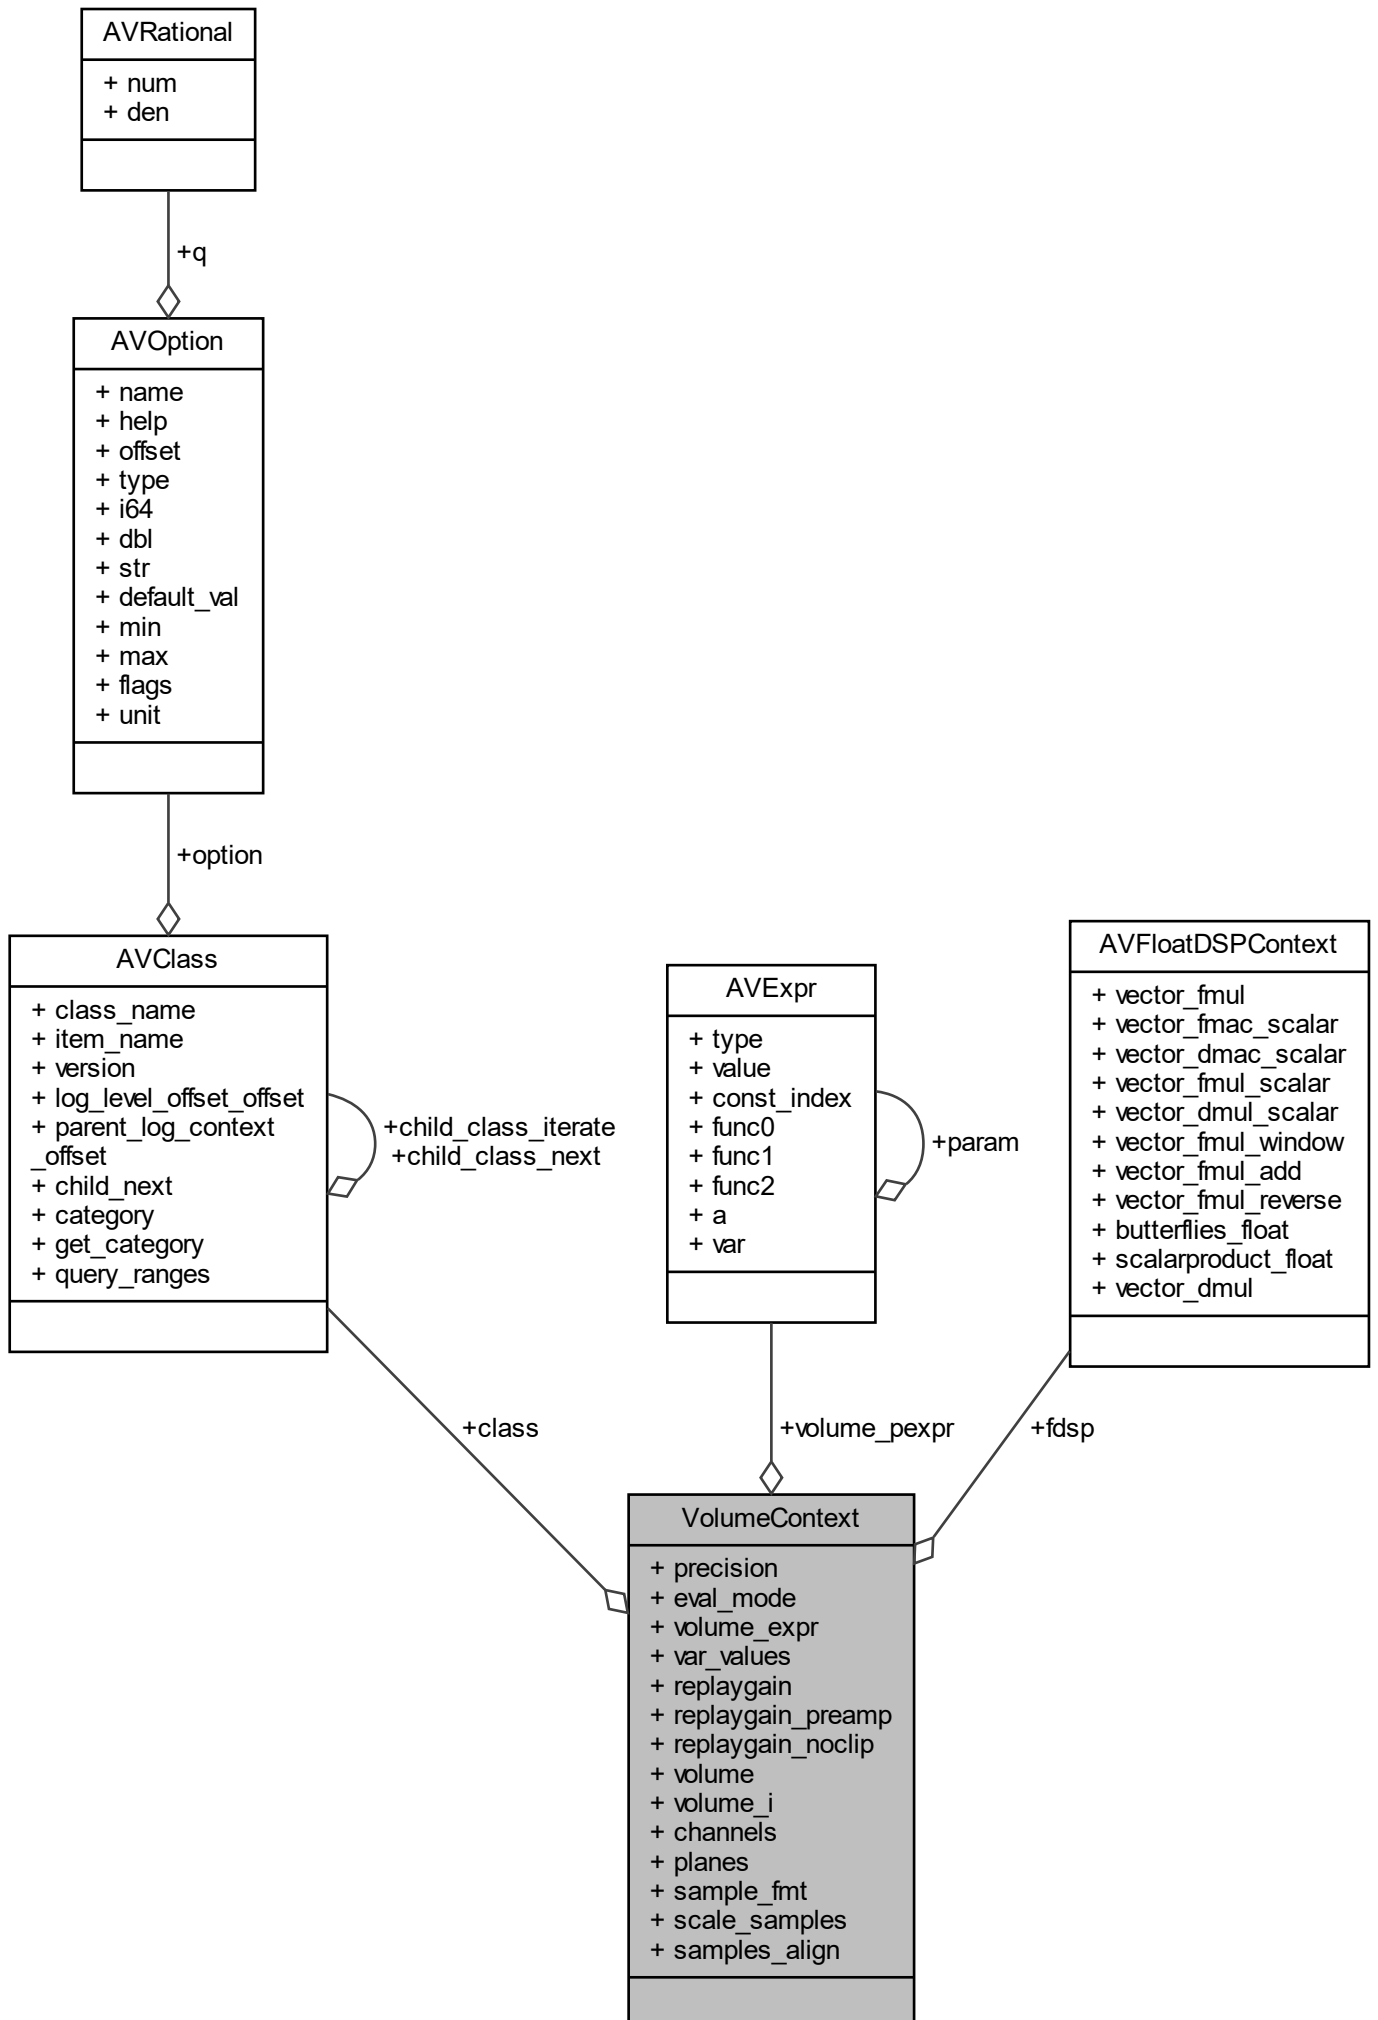 AVRational
+ num
+ den
+q
AVOption
+ name
+ help
+ offset
+ type
+ i64
+ dbl
+ str
+ default_val
+ min
+ max
+ flags
+ unit
+option
AVClass
+ class_name
+ item_name
+ version
+ log_level_offset_offset
+ parent_log_context
_offset
+ child_next
+ category
+ get_category
+ query_ranges
+child_class_iterate
+child_class_next
AVExpr
+ type
+ value
+ const_index
+ func0
+ func1
+ func2
+ a
+ var
+param
AVFloatDSPContext
+ vector_fmul
+ vector_fmac_scalar
+ vector_dmac_scalar
+ vector_fmul_scalar
+ vector_dmul_scalar
+ vector_fmul_window
+ vector_fmul_add
+ vector_fmul_reverse
+ butterflies_float
+ scalarproduct_float
+ vector_dmul
+class
+volume_pexpr
+fdsp
VolumeContext
+ precision
+ eval_mode
+ volume_expr
+ var_values
+ replaygain
+ replaygain_preamp
+ replaygain_noclip
+ volume
+ volume_i
+ channels
+ planes
+ sample_fmt
+ scale_samples
+ samples_align